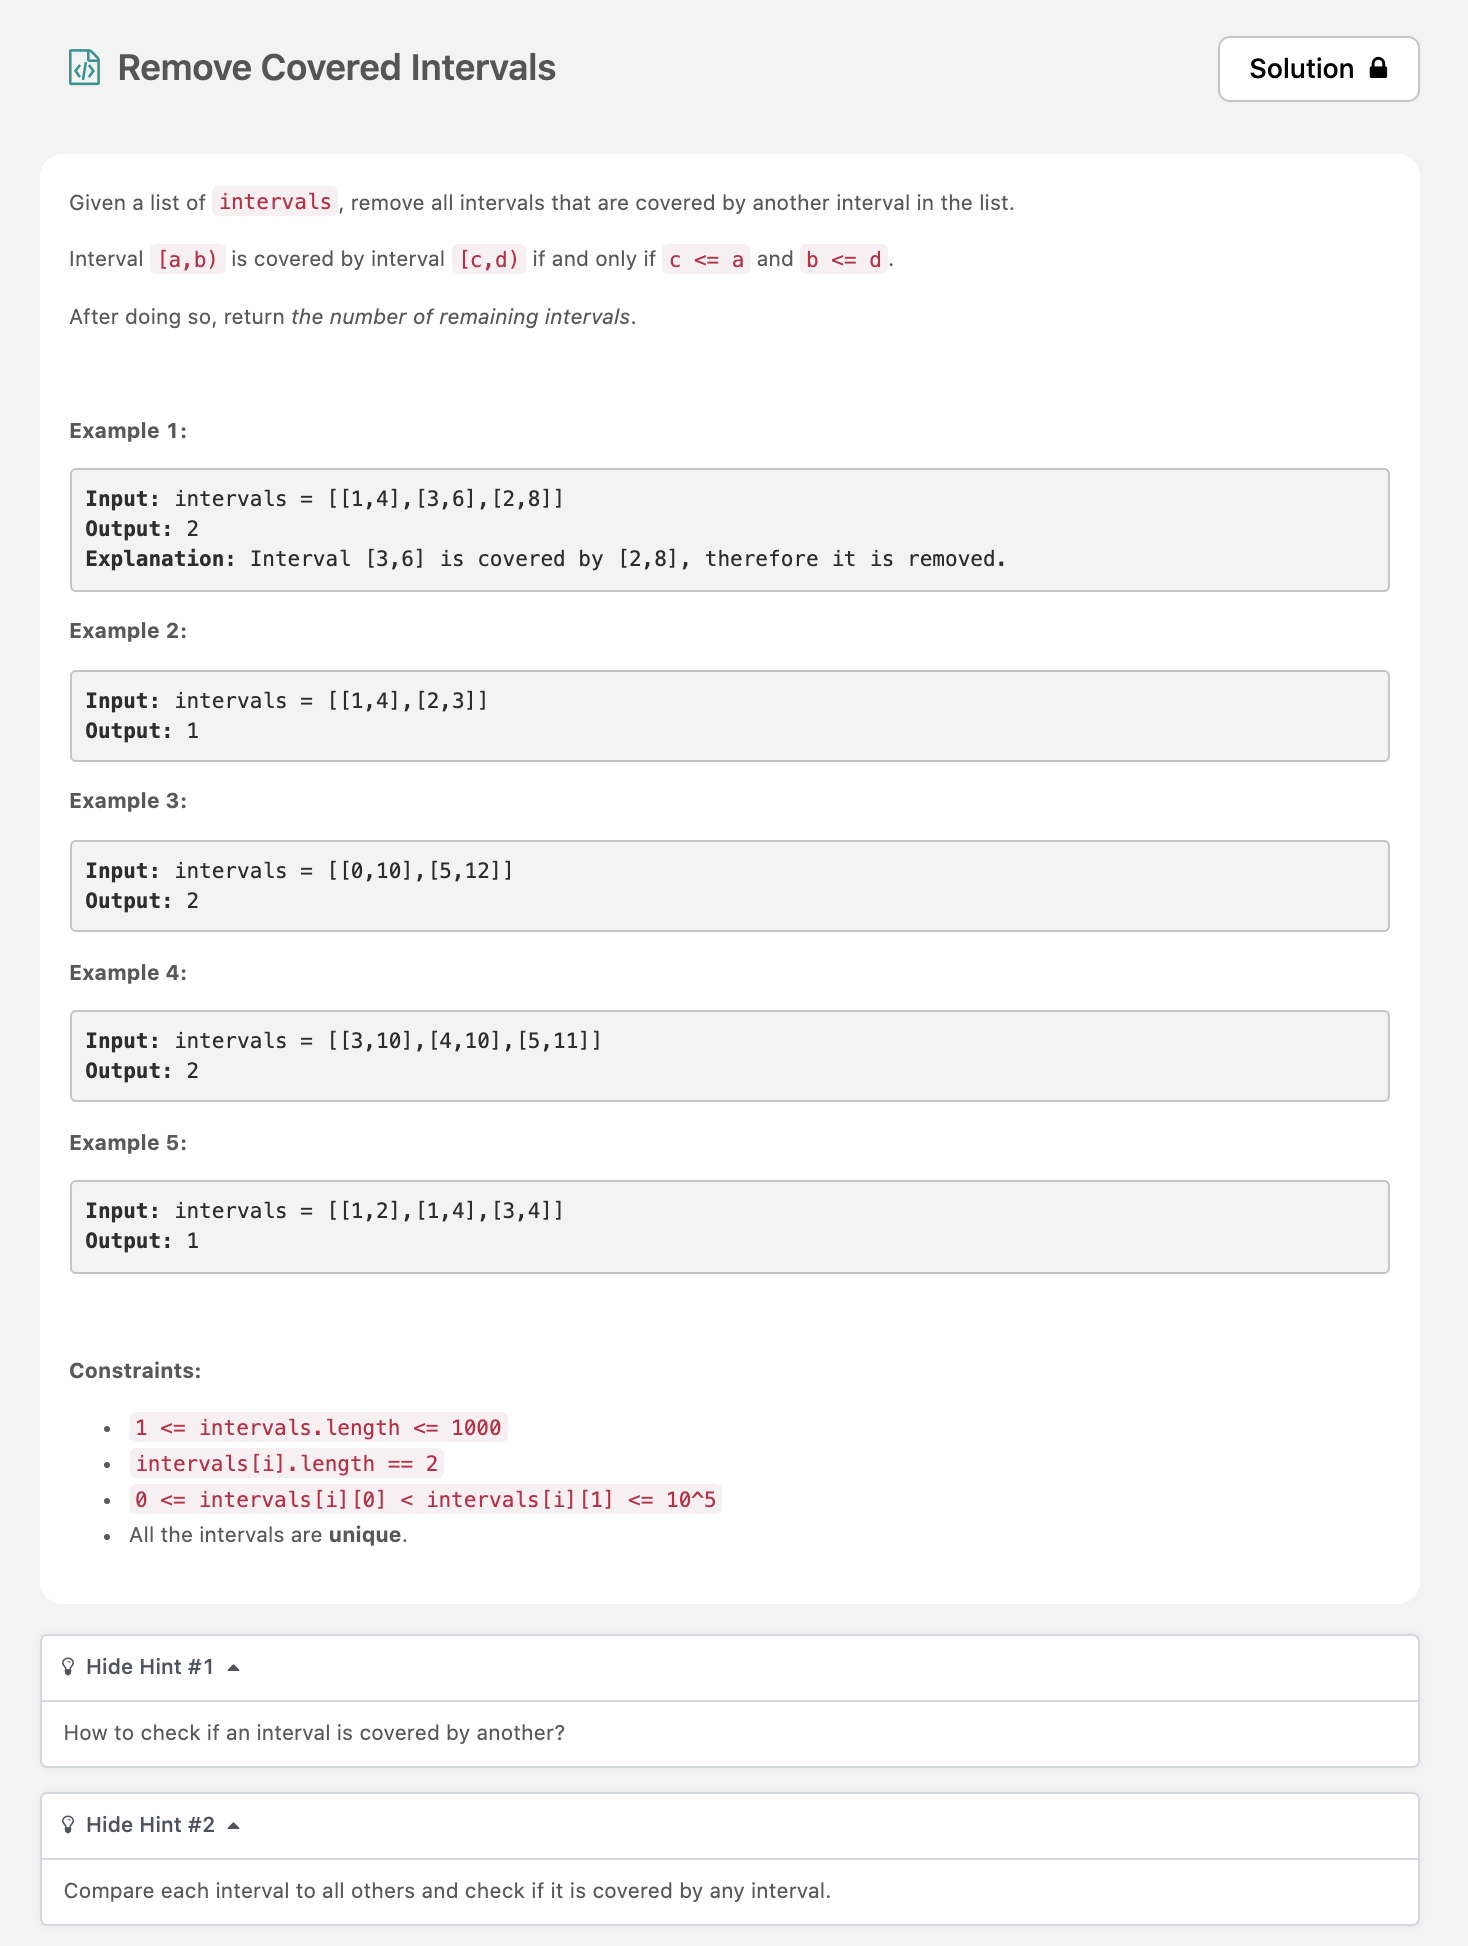 Remove Covered Intervals
Solution
Given a list of intervals, remove all intervals that are covered by another interval in the list.
Interval [a,b) is covered by interval [c,d) if and only if c <= a and b <= d.
After doing so, return the number of remaining intervals.
Example 1:
Input: intervals = [[1,4],[3,6],[2,8]]
Output: 2
Explanation: Interval [3,6] is covered by [2,8], therefore it is removed.
Example 2:
Input: intervals = [[1,4],[2,3]]
Output: 1
Example 3:
Input: intervals = [[0,10],[5,12]]
Output: 2
Example 4:
Input: intervals = [[3,10],[4,10],[5,11]]
Output: 2
Example 5:
Input: intervals = [[1,2],[1,4],[3,4]]
Output: 1
Constraints:
• 1 <= intervals.length <= 1000
• intervals[i].length == 2
• 0 <= intervals[i][0] < intervals[i][1] <= 10^5
• All the intervals are unique.
Hide Hint #1
How to check if an interval is covered by another?
Hide Hint #2
Compare each interval to all others and check if it is covered by any interval.